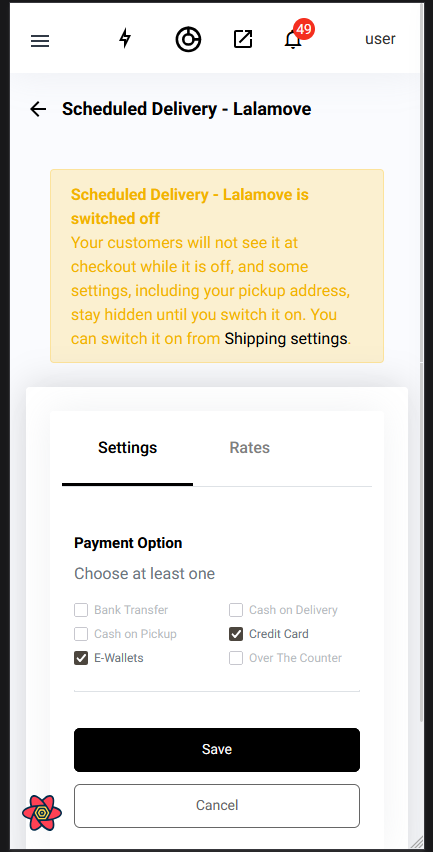 49
user
Scheduled Delivery - Lalamove
Scheduled Delivery - Lalamove is
switched off
Your customers will not see it at
checkout while it is off, and some
settings, including your pickup address,
stay hidden until you switch it on. You
can switch it on from Shipping settings.
Settings
Rates
Payment Option
Choose at least one
Bank Transfer
Cash on Delivery
Cash on Pickup
Credit Card
E-Wallets
Over The Counter
Save
Cancel